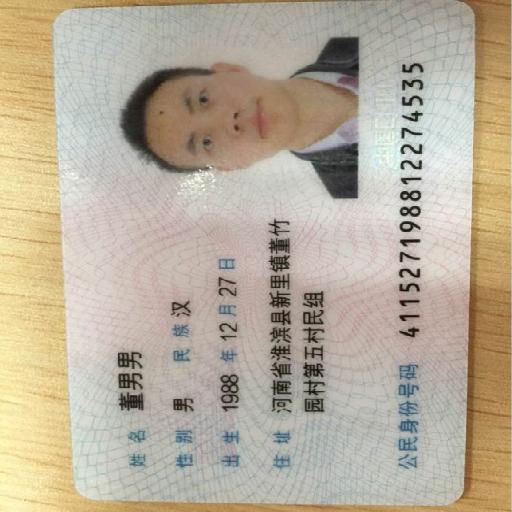 姓名 董男男
性别 男 民族 汉
出生 1988 年 12 月 27 日
住址 河南省淮滨县新里镇董竹
园村第五村民组
公民身份号码 411527198812274535